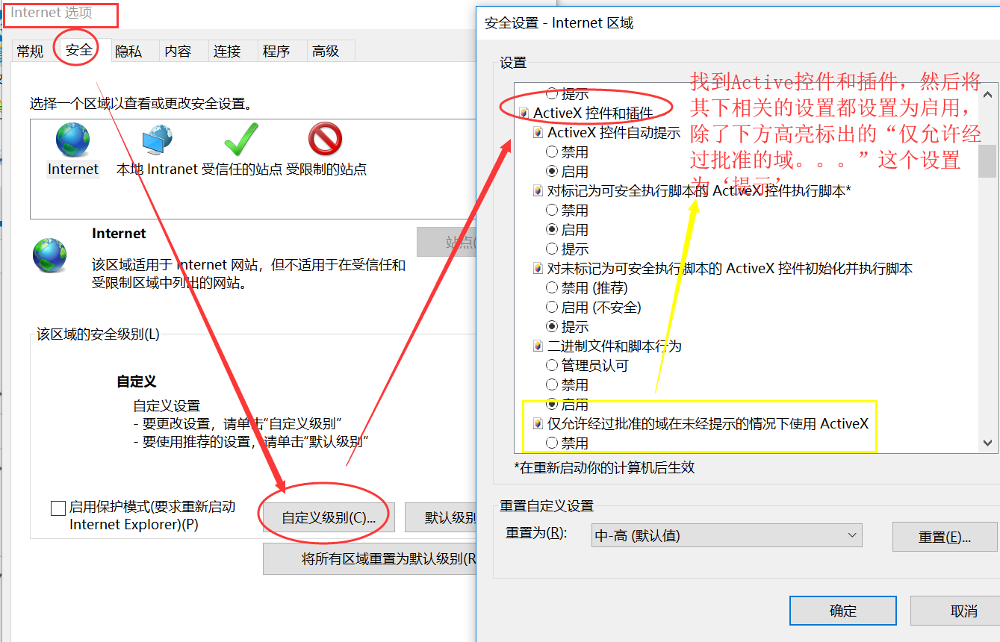 Internet 选项
常规
安全
隐私
内容
连接
程序
高级
选择一个区域以查看或更改安全设置。
Internet
本地 Intranet
受信任的站点
受限制的站点
Internet
站点(
该区域适用于 Internet 网站，但不适用于在受信任和
受限制区域中列出的网站。
该区域的安全级别(L)
自定义
自定义设置
- 要更改设置，请单击“自定义级别”
- 要使用推荐的设置，请单击“默认级别”
启用保护模式(要求重新启动
Internet Explorer)(P)
自定义级别(C)...
默认级别
将所有区域重置为默认级别(R
安全设置 - Internet 区域
设置
提示
ActiveX 控件和插件
ActiveX 控件自动提示
禁用
启用
对标记为可安全执行脚本的 ActiveX 控件执行脚本*
禁用
启用
提示
对未标记为可安全执行脚本的 ActiveX 控件初始化并执行脚本
禁用 (推荐)
启用 (不安全)
提示
二进制文件和脚本行为
管理员认可
禁用
启用
仅允许经过批准的域在未经提示的情况下使用 ActiveX
禁用
找到Active控件和插件，然后将
其下相关的设置都设置为启用，
除了下方高亮标出的“仅允许经
过批准的域。。。”这个设置
为‘提示’
*在重新启动你的计算机后生效
重置自定义设置
重置为(R):
中-高 (默认值)
重置(E)...
确定
取消